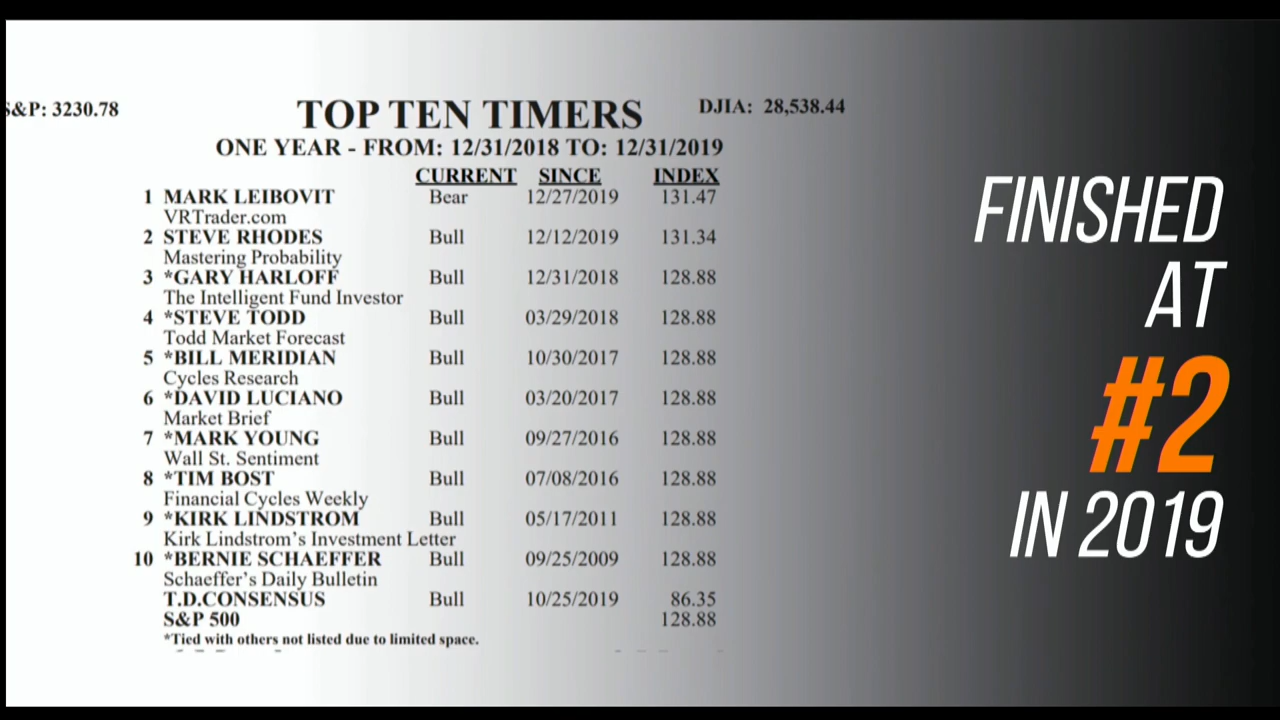 S&P: 3230.78
TOP TEN TIMERS
DJIA: 28,538.44
ONE YEAR - FROM: 12/31/2018 TO: 12/31/2019
CURRENT SINCE INDEX
1 MARK LEIBOVIT Bear 12/27/2019 131.47
VRTrader.com
2 STEVE RHODES Bull 12/12/2019 131.34
Mastering Probability
3 *GARY HARLOFF Bull 12/31/2018 128.88
The Intelligent Fund Investor
4 *STEVE TODD Bull 03/29/2018 128.88
Todd Market Forecast
5 *BILL MERIDIAN Bull 10/30/2017 128.88
Cycles Research
6 *DAVID LUCIANO Bull 03/20/2017 128.88
Market Brief
7 *MARK YOUNG Bull 09/27/2016 128.88
Wall St. Sentiment
8 *TIM BOST Bull 07/08/2016 128.88
Financial Cycles Weekly
9 *KIRK LINDSTROM Bull 05/17/2011 128.88
Kirk Lindstrom's Investment Letter
10 *BERNIE SCHAEFFER Bull 09/25/2009 128.88
Schaeffer's Daily Bulletin
T.D.CONSENSUS Bull 10/25/2019 86.35
S&P 500 128.88
*Tied with others not listed due to limited space.
FINISHED
AT
#2
IN 2019